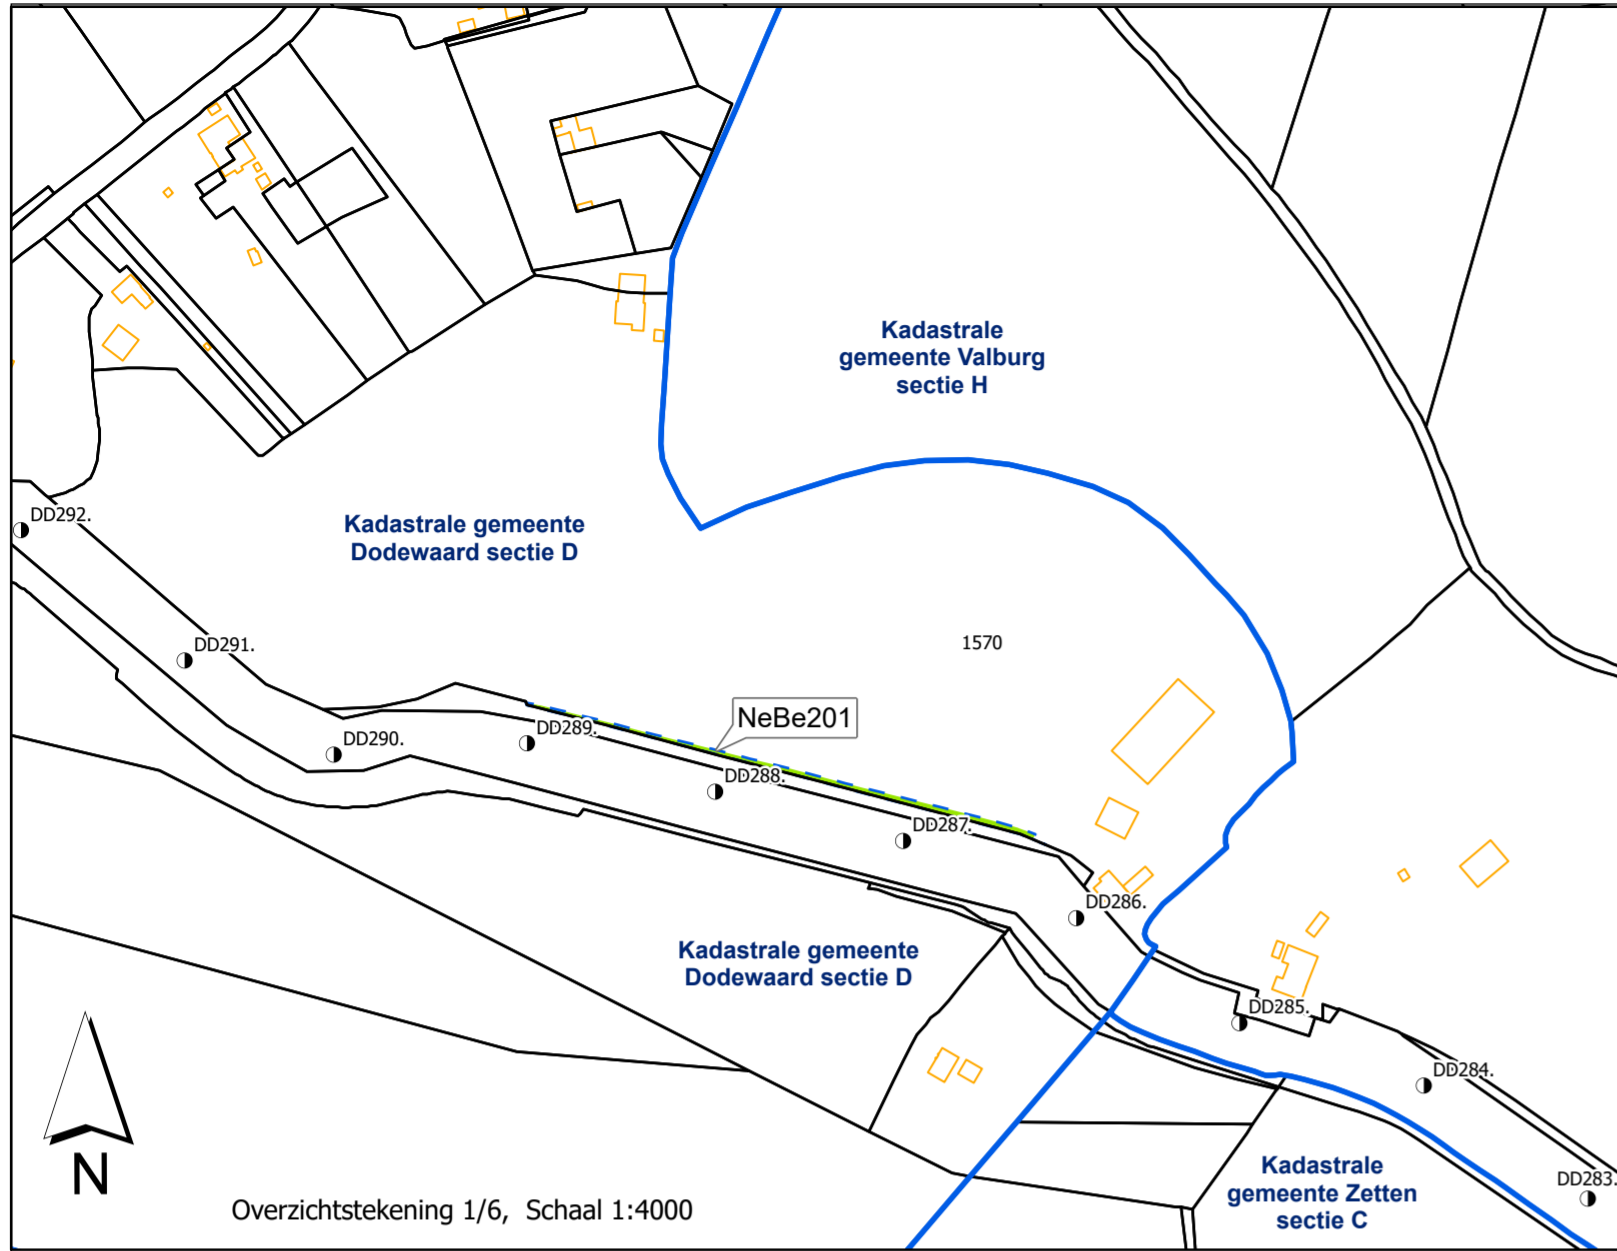 Kadastrale
gemeente Valburg
sectie H
DD292.
Kadastrale gemeente
Dodewaard sectie D
DD291.
1570
NeBe201
DD290.
DD289.
DD288.
DD287.
DD286.
Kadastrale gemeente
Dodewaard sectie D
DD285.
DD284.
DD283.
N
Kadastrale
gemeente Zetten
sectie C
Overzichtstekening 1/6, Schaal 1:4000